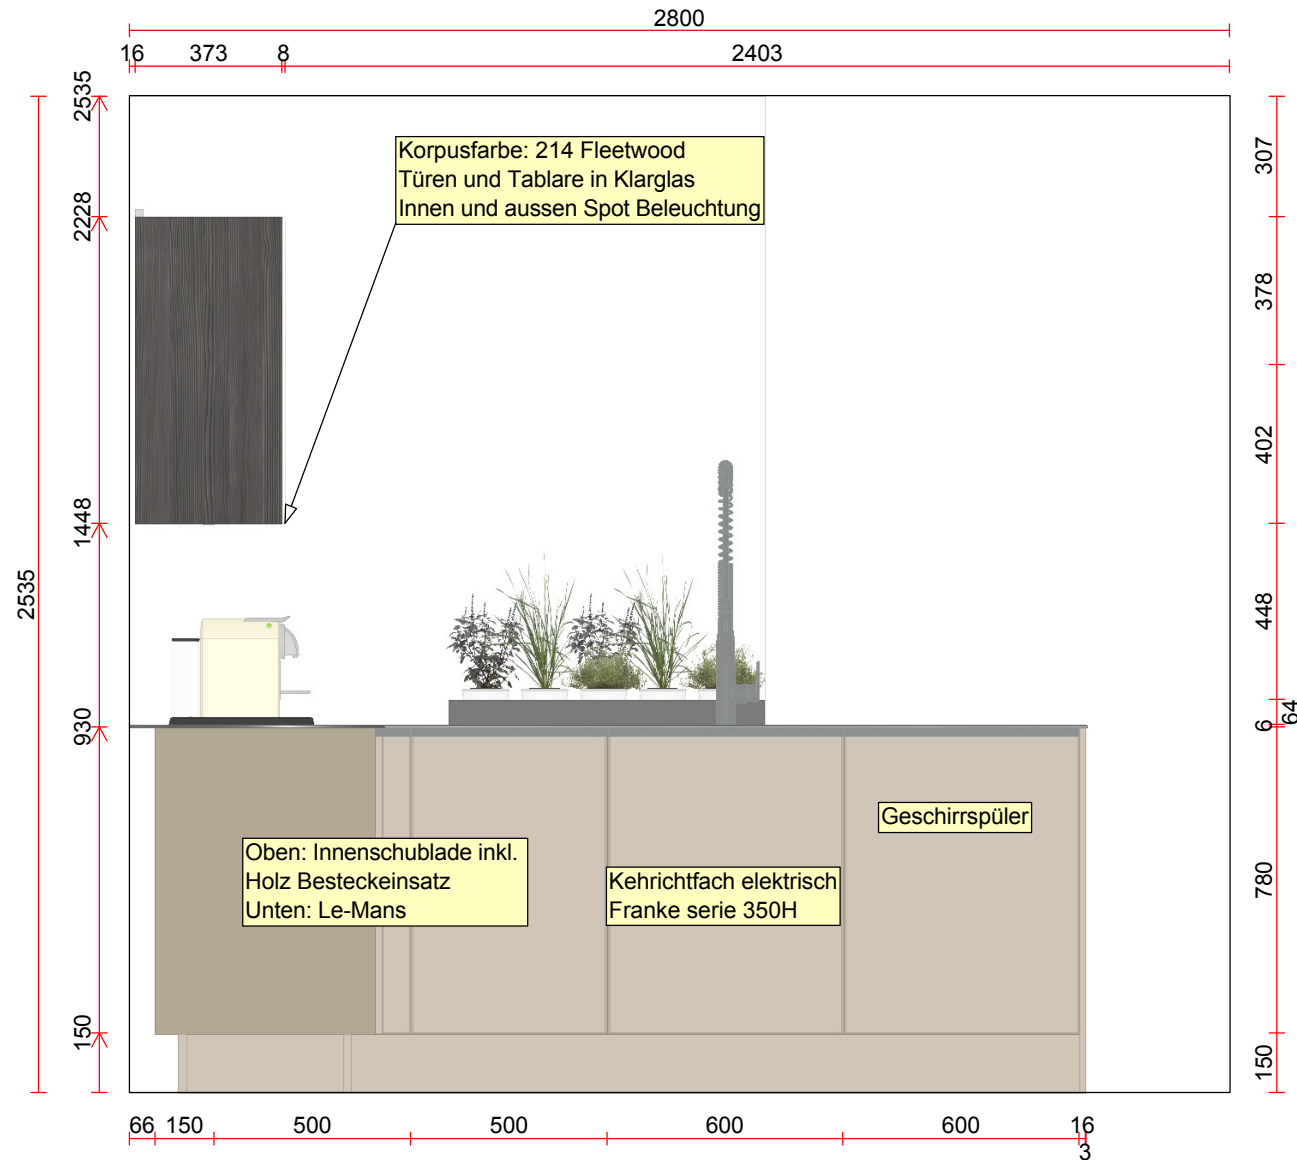 2800
16 373 8 2403
2535
2535
2228
1448
930
150
307
378
402
448
64
6
780
150
Korpusfarbe: 214 Fleetwood
Türen und Tablare in Klarglas
Innen und aussen Spot Beleuchtung
Geschirrspüler
Oben: Innenschublade inkl.
Holz Besteckeinsatz
Unten: Le-Mans
Kehrichtfach elektrisch
Franke serie 350H
66 150 500 500 600 600 16
3